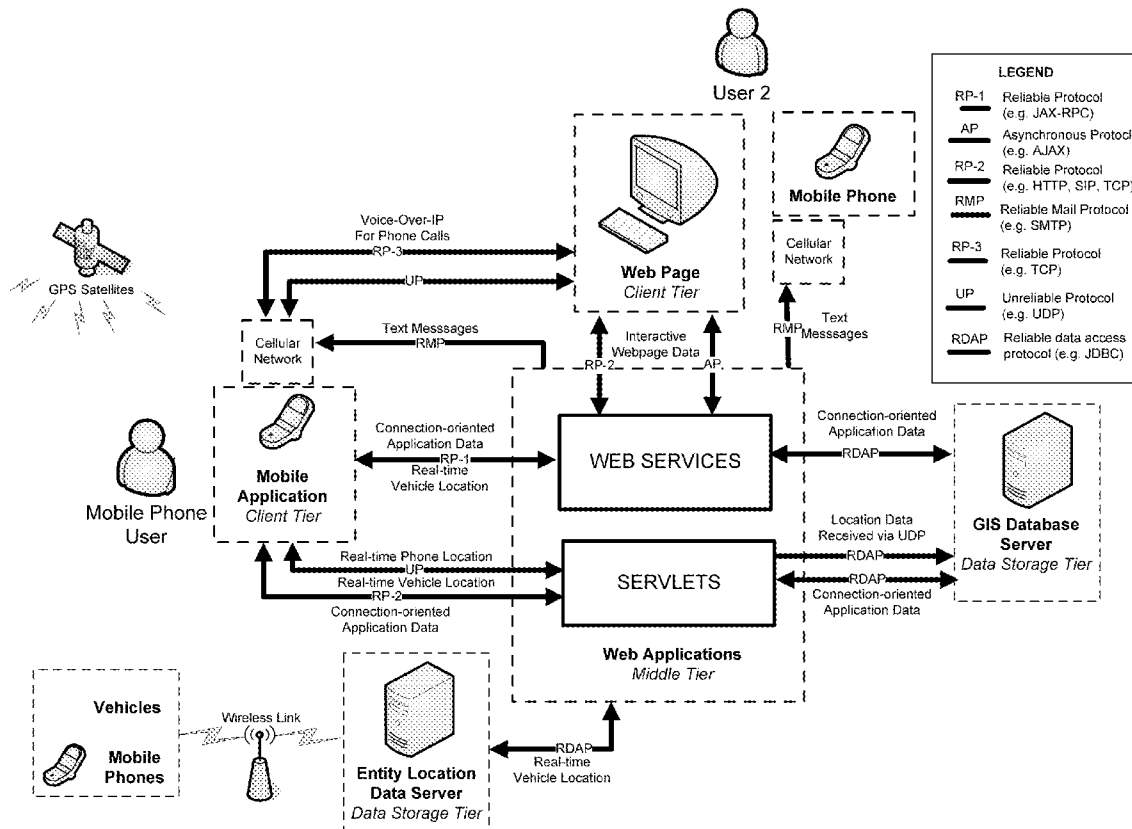 User 2
LEGEND
RP-1
Reliable Protocol
(e.g. JAX-RPC)
AP
Asynchronous Protoc
(e.g. AJAX)
RP-2
Reliable Protocol
(e.g. HTTP, SIP, TCP)
RMP
Reliable Mail Protocol
(e.g. SMTP)
RP-3
Reliable Protocol
(e.g. TCP)
UP
Unreliable Protocol
(e.g. UDP)
RDAP
Reliable data access
protocol (e.g. JDBC)
Mobile Phone
Cellular
Network
Web Page
Client Tier
Voice-Over-IP
For Phone Calls
RP-3
UP
GPS Satellites
Text Messsages
RMP
Cellular
Network
Interactive
Webpage Data
RP-2
AP
Text
RMP
Messsages
Mobile
Application
Client Tier
Mobile Phone
User
Connection-oriented
Application Data
RP-1
Real-time
Vehicle Location
WEB SERVICES
Connection-oriented
Application Data
RDAP
GIS Database
Server
Data Storage Tier
Real-time Phone Location
UP
Real-time Vehicle Location
RP-2
Connection-oriented
Application Data
SERVLETS
Location Data
Received via UDP
RDAP
RDAP
Connection-oriented
Application Data
Web Applications
Middle Tier
Vehicles
Mobile
Phones
Wireless Link
Entity Location
Data Server
Data Storage Tier
RDAP
Real-time
Vehicle Location